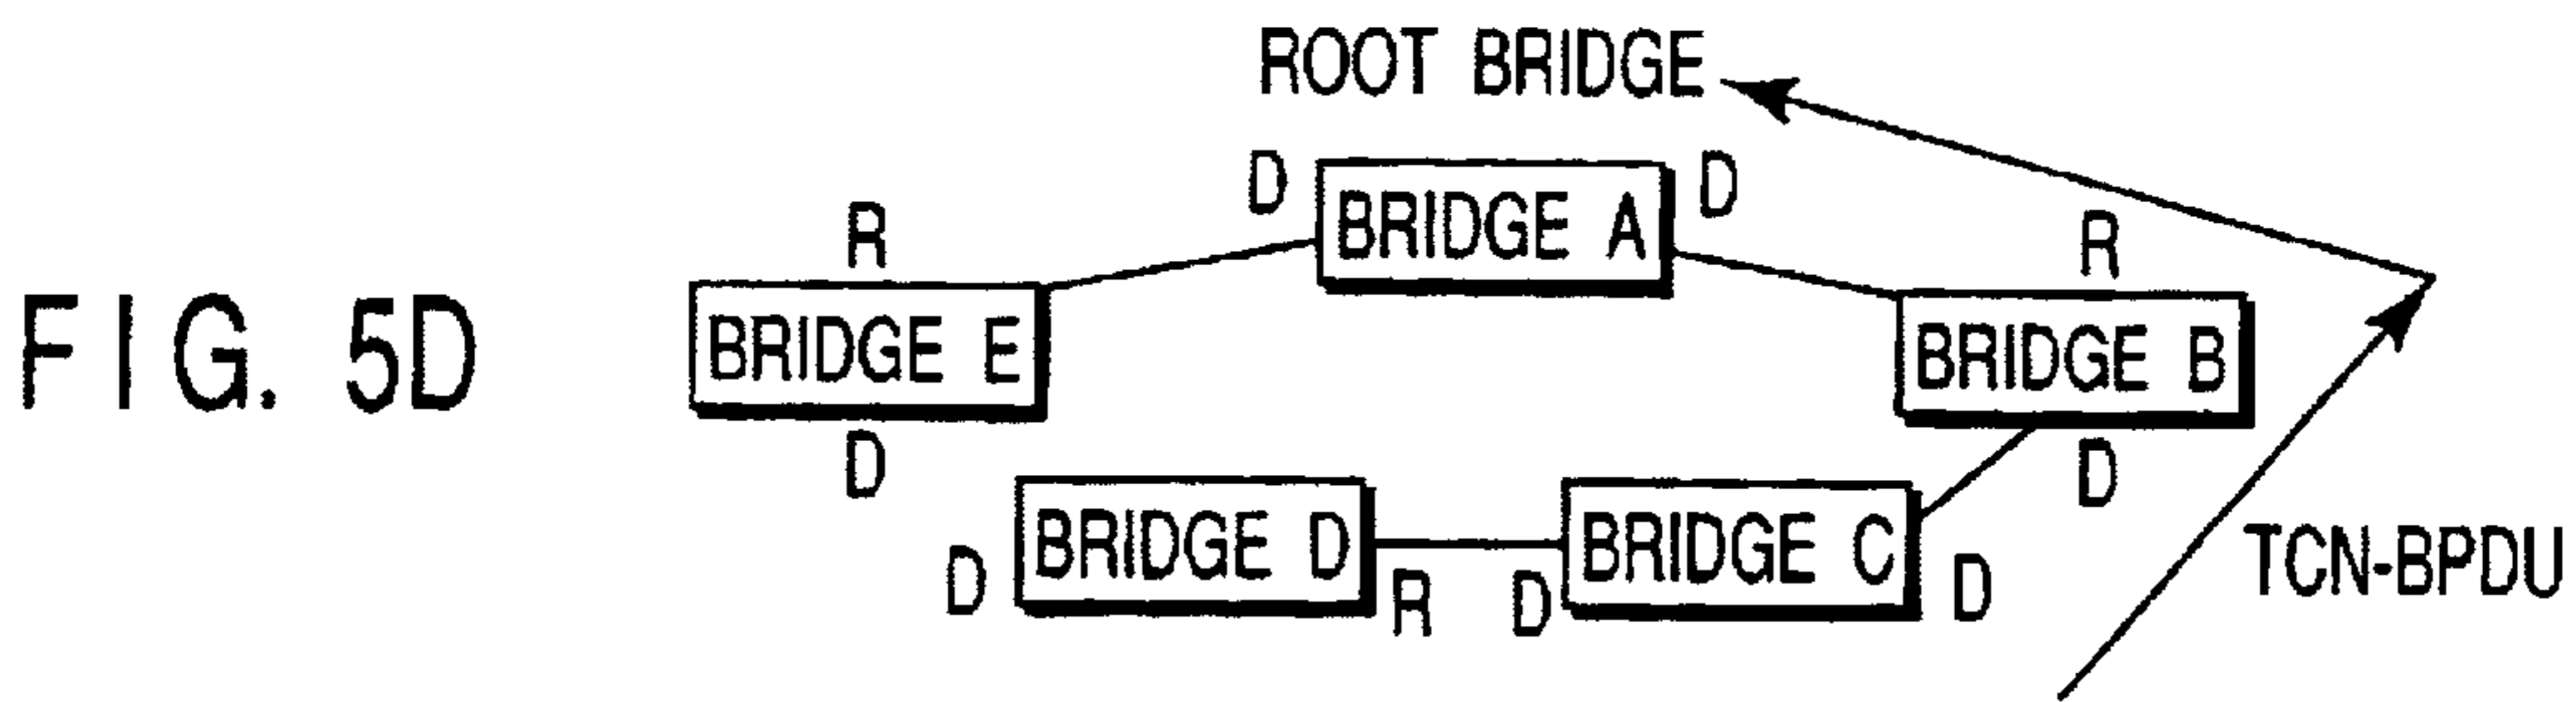 ROOT BRIDGE
D BRIDGE A D
R
R
FIG. 5D
BRIDGE E
BRIDGE B
D
D
D BRIDGE D R
D BRIDGE C D
TCN-BPDU